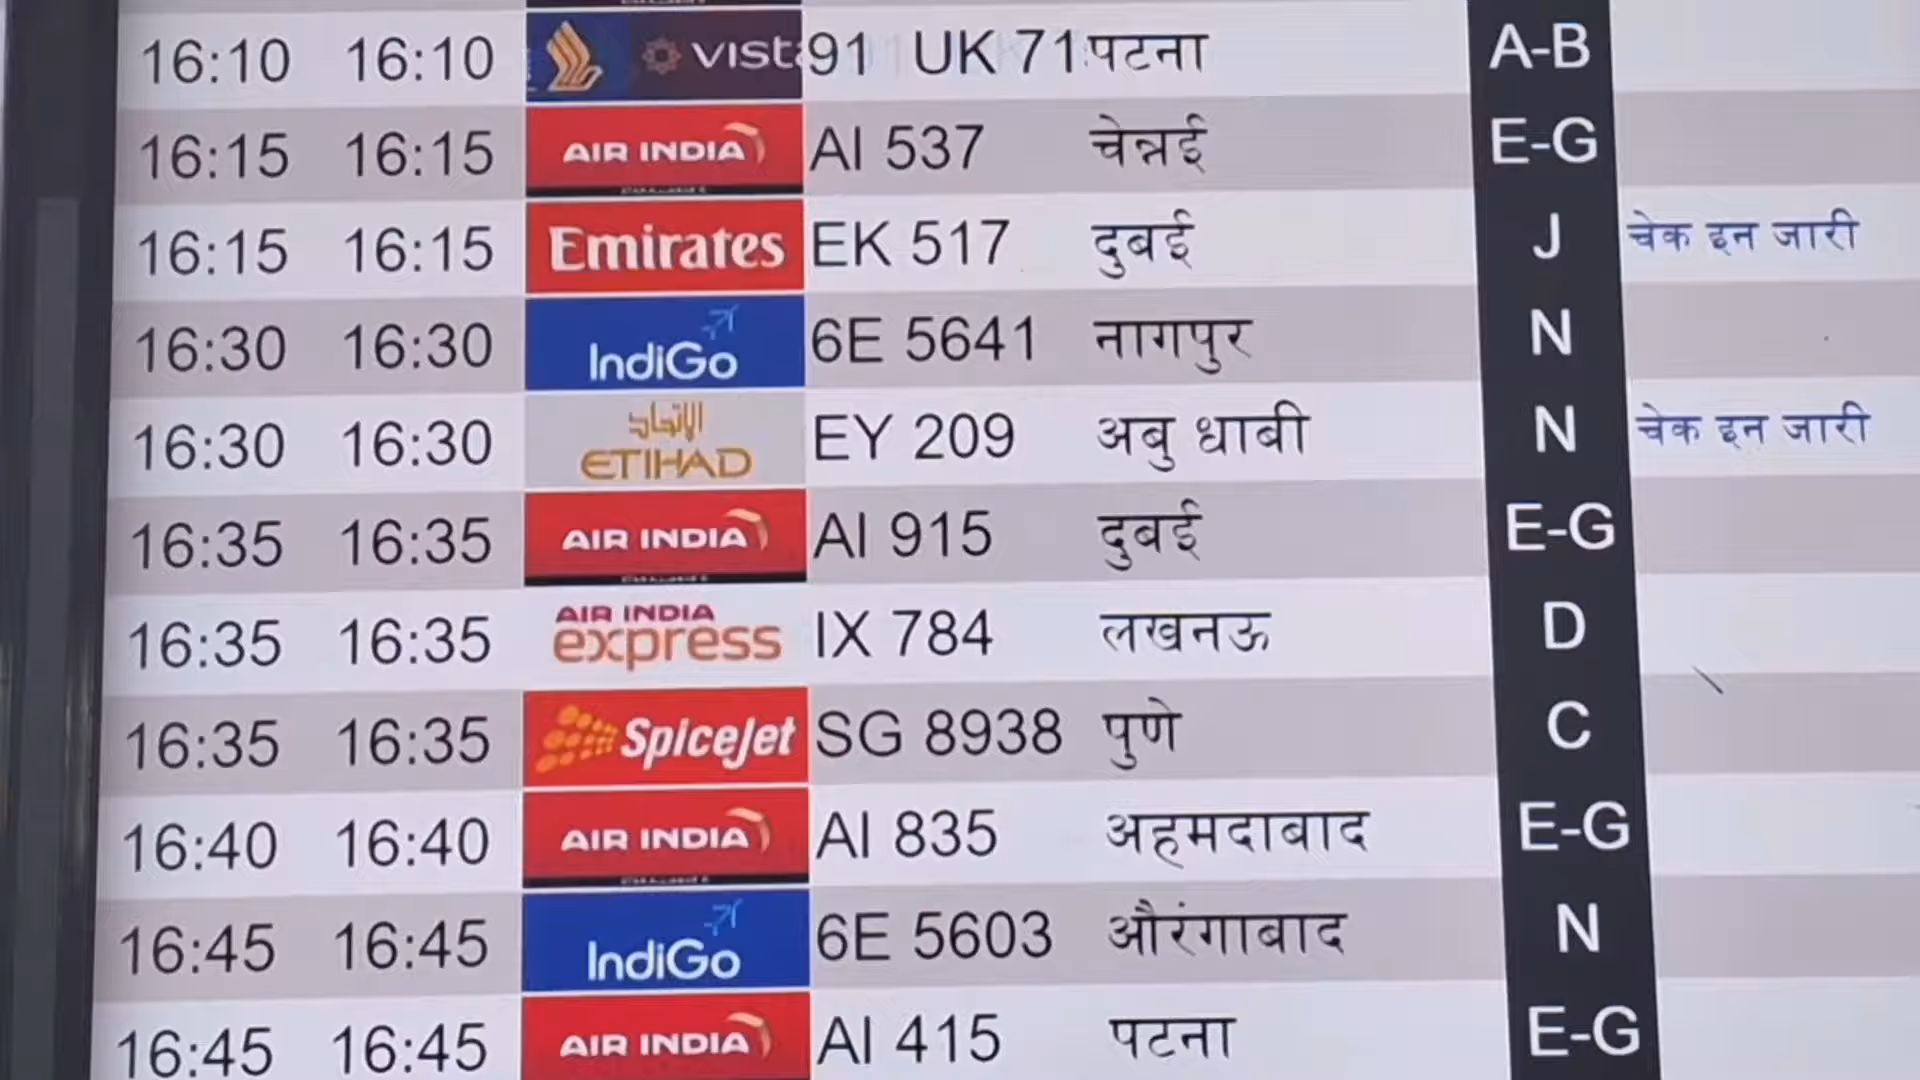 16:10 16:10 VISTA 91 UK 71 पटना A-B
16:15 16:15 AIR INDIA AI 537 चेन्नई E-G
16:15 16:15 Emirates EK 517 दुबई J चेक इन जारी
16:30 16:30 IndiGo 6E 5641 नागपुर N
16:30 16:30 الإتحاد ETIHAD EY 209 अबु धाबी N चेक इन जारी
16:35 16:35 AIR INDIA AI 915 दुबई E-G
16:35 16:35 AIR INDIA express IX 784 लखनऊ D
16:35 16:35 SpiceJet SG 8938 पुणे C
16:40 16:40 AIR INDIA AI 835 अहमदाबाद E-G
16:45 16:45 IndiGo 6E 5603 औरंगाबाद N
16:45 16:45 AIR INDIA AI 415 पटना E-G